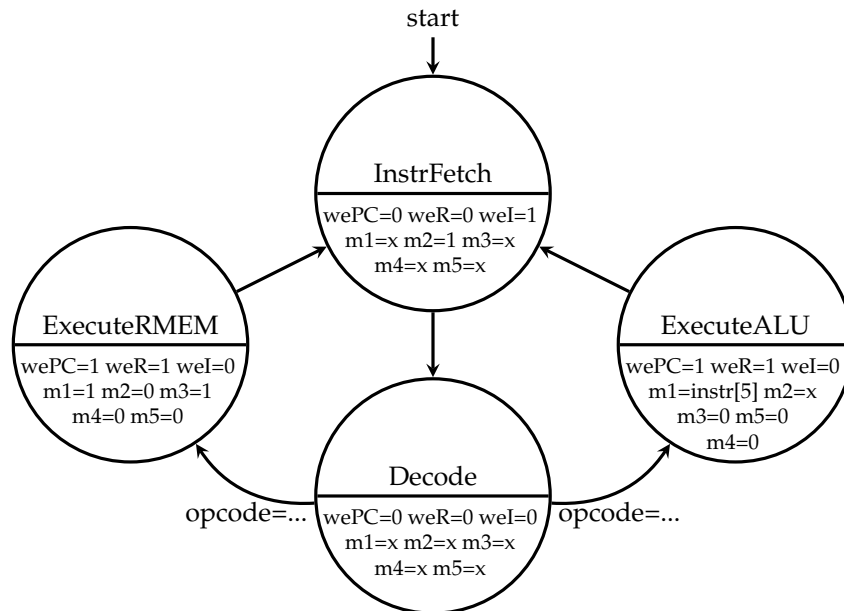 start
InstrFetch
wePC=0 weR=0 weI=1
m1=x m2=1 m3=x
m4=x m5=x
ExecuteRMEM
wePC=1 weR=1 weI=0
m1=1 m2=0 m3=1
m4=0 m5=0
ExecuteALU
wePC=1 weR=1 weI=0
m1=instr[5] m2=x
m3=0 m5=0
m4=0
Decode
wePC=0 weR=0 weI=0
m1=x m2=x m3=x
m4=x m5=x
opcode=...
opcode=...